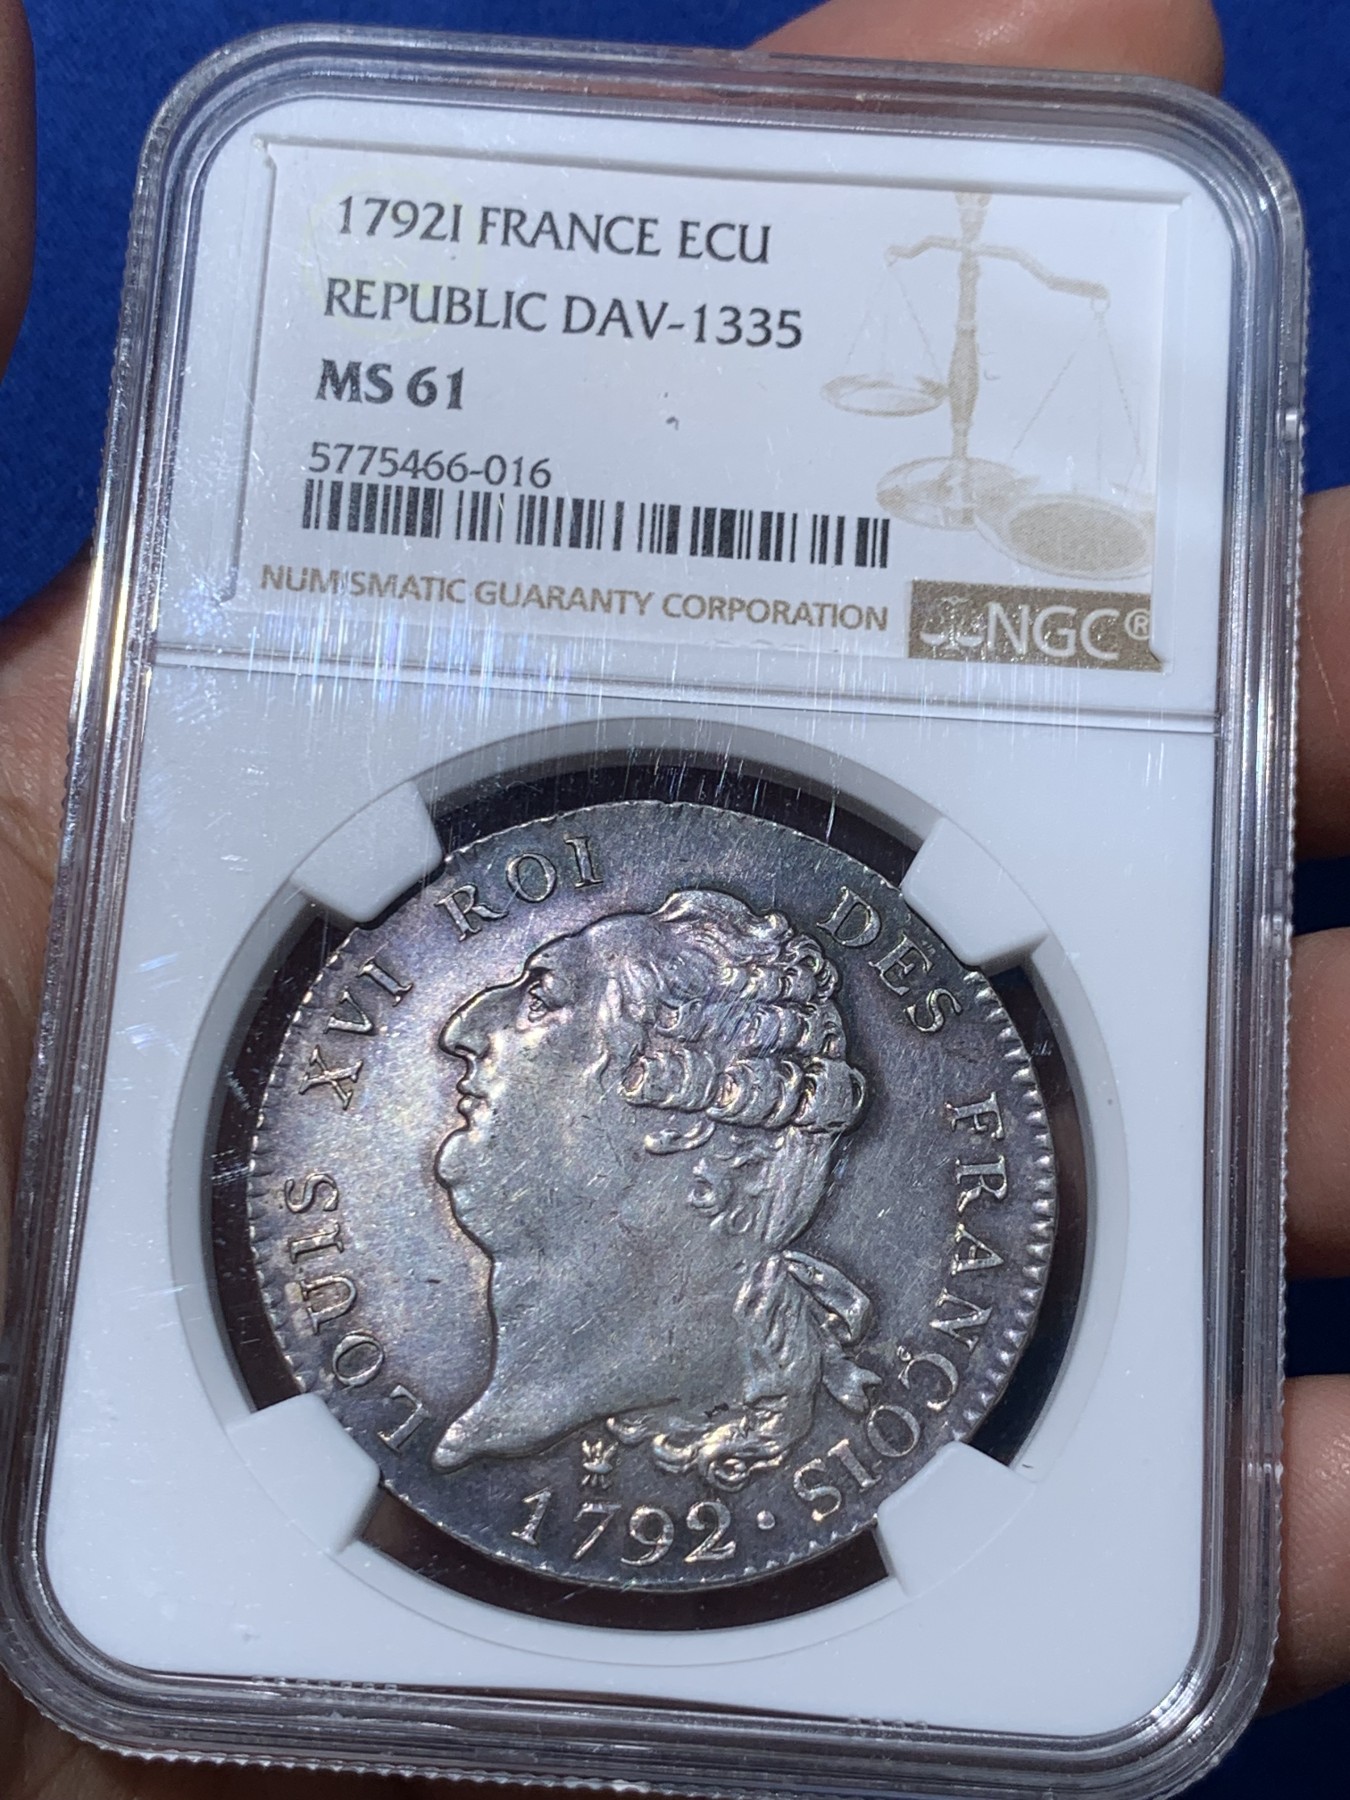 1792I FRANCE ECU
REPUBLIC DAV-1335
MS 61
5775466-016
NUMISMATIC GUARANTY CORPORATION
NGC®
LOUIS XVI ROI DES FRANÇOIS
1792·